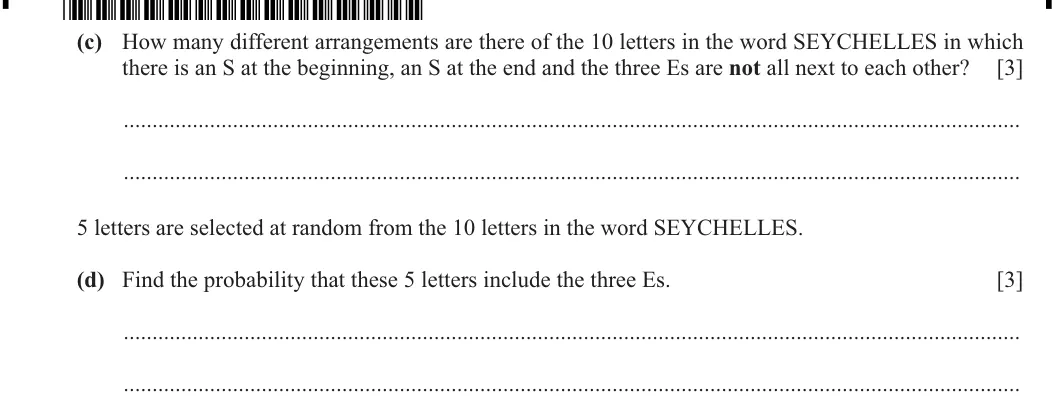 (c) How many different arrangements are there of the 10 letters in the word SEYCHELLES in which
there is an S at the beginning, an S at the end and the three Es are not all next to each other? [3]
5 letters are selected at random from the 10 letters in the word SEYCHELLES.
(d) Find the probability that these 5 letters include the three Es. [3]